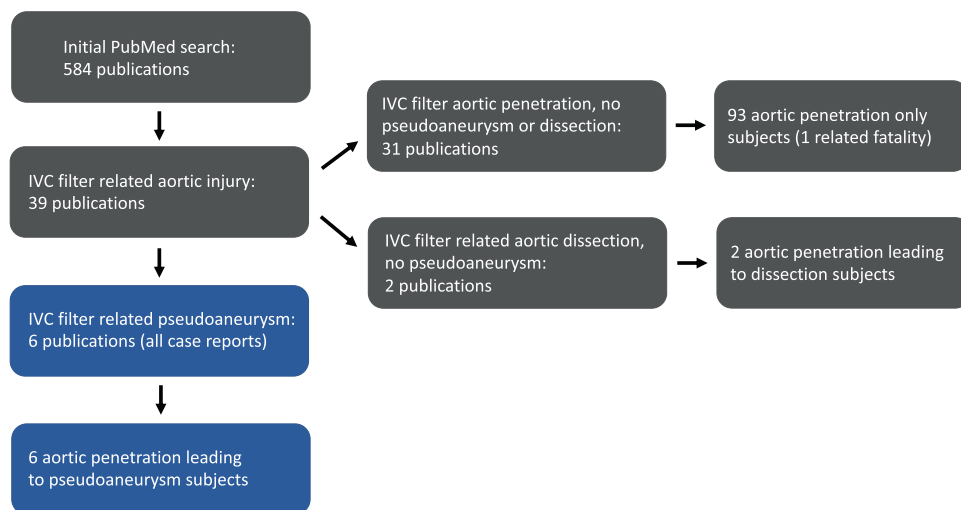 Initial PubMed search:
584 publications
IVC filter related aortic injury:
39 publications
IVC filter related pseudoaneurysm:
6 publications (all case reports)
6 aortic penetration leading
to pseudoaneurysm subjects
IVC filter aortic penetration, no
pseudoaneurysm or dissection:
31 publications
93 aortic penetration only
subjects (1 related fatality)
IVC filter related aortic dissection,
no pseudoaneurysm:
2 publications
2 aortic penetration leading
to dissection subjects